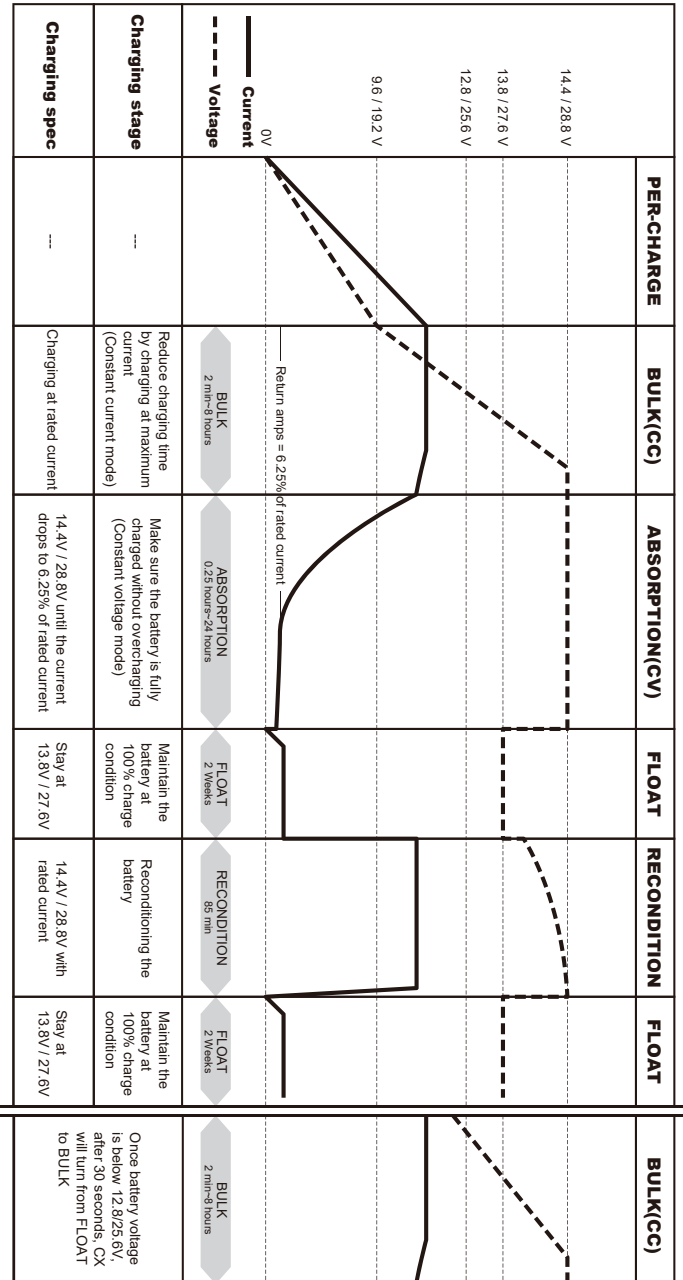 PER-CHARGE
BULK(CC)
ABSORPTION(CV)
FLOAT
RECONDITION
FLOAT
BULK(CC)
14.4 / 28.8 V
13.8 / 27.6 V
12.8 / 25.6 V
9.6 / 19.2 V
0V
Current
Voltage
Return amps = 6.25% of rated current
BULK
2 min~8 hours
ABSORPTION
0.25 hours~24 hours
FLOAT
2 Weeks
RECONDITION
85 min
FLOAT
2 Weeks
BULK
2 min~8 hours
Charging stage
---
Reduce charging time
by charging at maximum
current
(Constant current mode)
Make sure the battery is fully
charged without overcharging
(Constant voltage mode)
Maintain the
battery at
100% charge
condition
Reconditioning the
battery
Maintain the
battery at
100% charge
condition
Once battery voltage
is below 12.8/25.6V,
after 30 seconds, CX
will turn from FLOAT
to BULK
Charging spec
---
Charging at rated current
14.4V / 28.8V until the current
drops to 6.25% of rated current
Stay at
13.8V / 27.6V
14.4V / 28.8V with
rated current
Stay at
13.8V / 27.6V